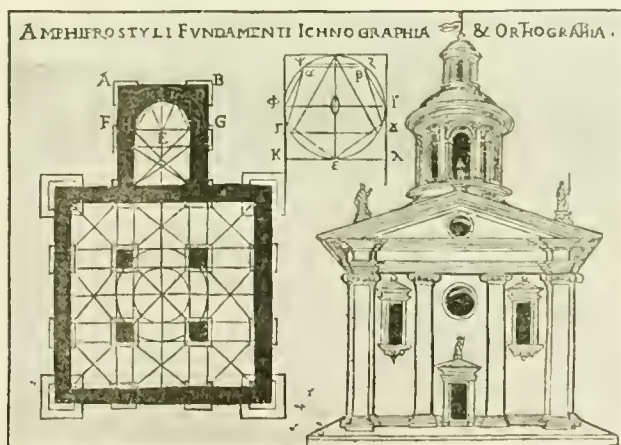 AMPHIPROSTYLI FVNDAMENTI ICHNOGRAPHIA & ORTHOGRAPHIA.
A B
F G
E
Ψ Z
α β
Φ Ϊ
Γ Χ
K λ
ε